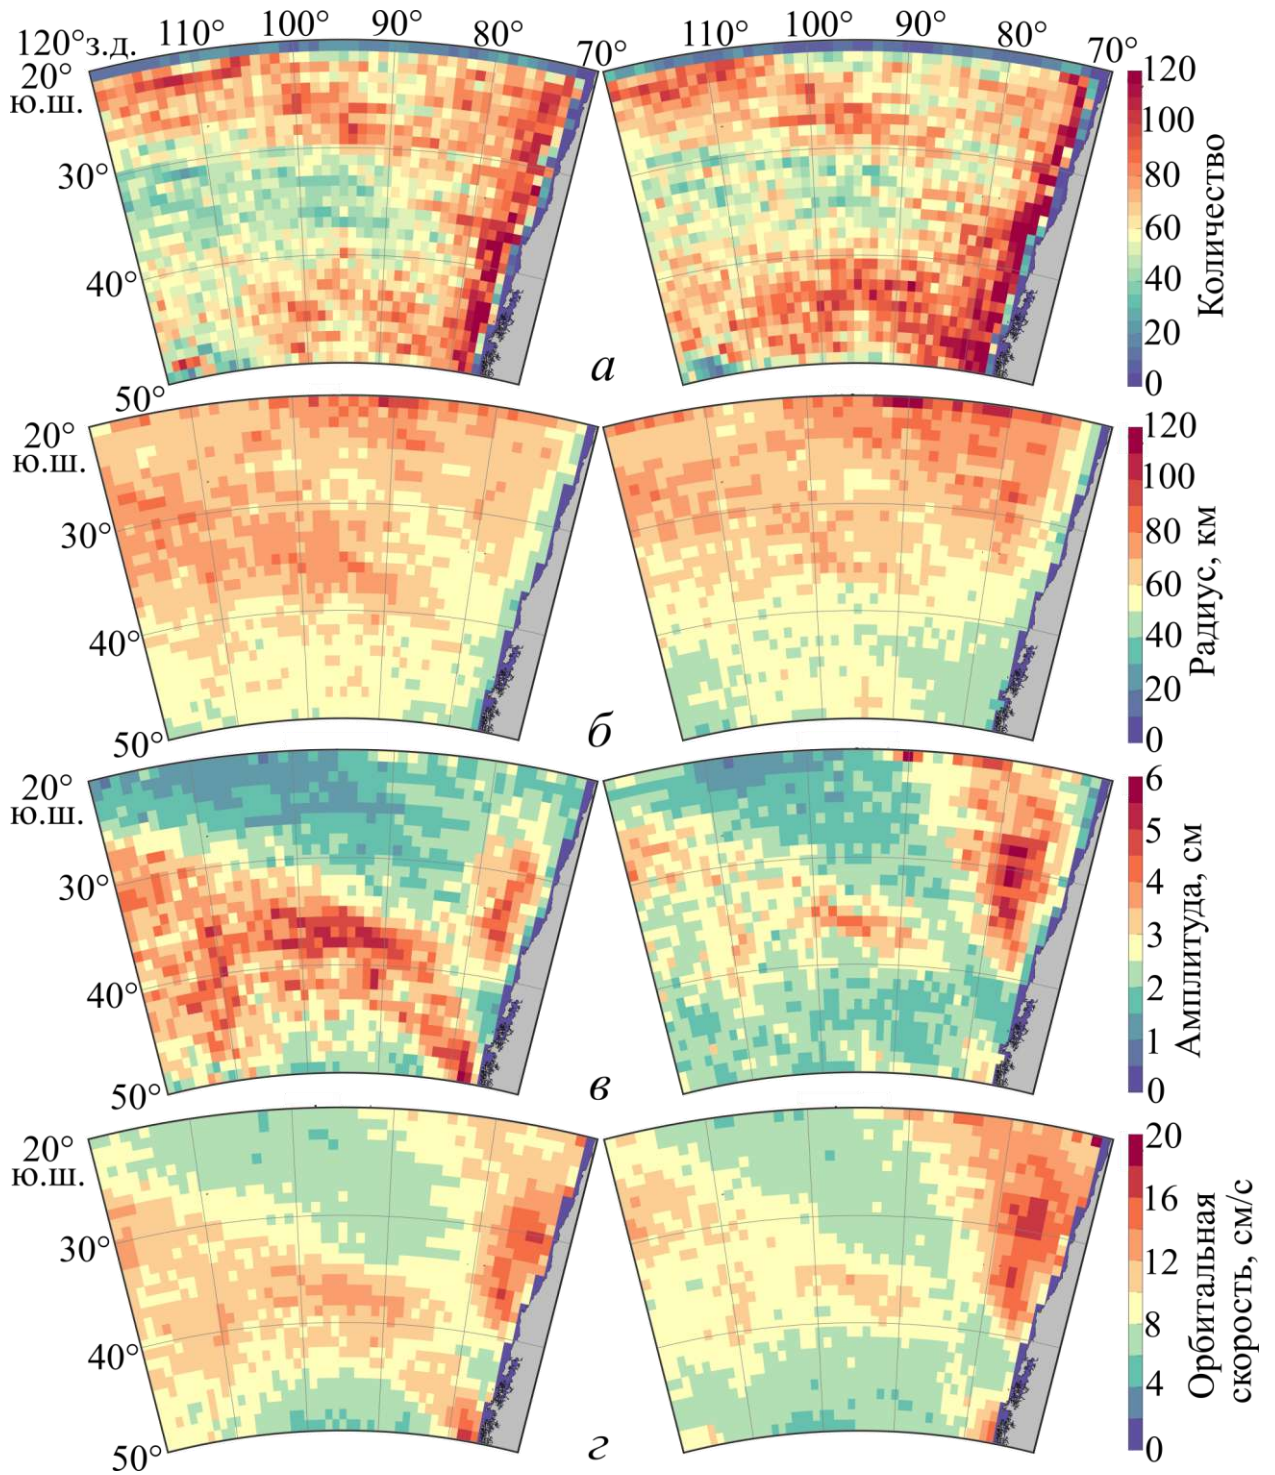 110° 100° 90° 80° 110° 100° 90° 80°
120°з.д. 70° 70°
20°
ю.ш.
30°
40°
50°
а
120
100
80
60
40
20
0
Количество
20°
ю.ш.
30°
40°
50°
б
120
100
80
60
40
20
0
Радиус, км
20°
ю.ш.
30°
40°
50°
в
6
5
4
3
2
1
0
Амплитуда, см
20°
ю.ш.
30°
40°
50°
г
20
16
12
8
4
0
Орбитальная
скорость, см/с